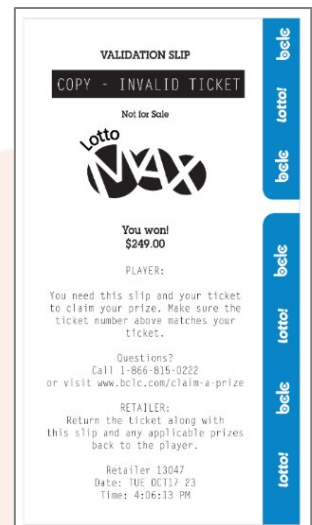 VALIDATION SLIP
COPY - INVALID TICKET
Not for Sale
Lotto
MAX
You won!
$249.00
PLAYER:
You need this slip and your ticket
to claim your prize. Make sure the
ticket number above matches your
ticket.
Questions?
Call 1-866-815-0222
or visit www.bclc.com/claim-a-prize
RETAILER:
Return the ticket along with
this slip and any applicable prizes
back to the player.
Retailer 13047
Date: TUE OCT17 23
Time: 4:06:13 PM
bclc
lotto!
bclc
bclc
lotto!
bclc
lotto!